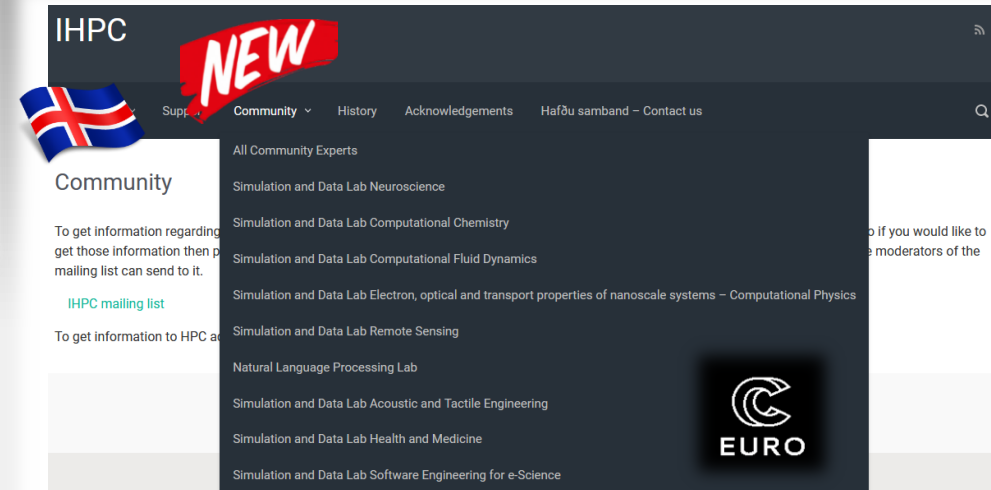 IHPC
NEW
Community
History
Acknowledgements
Hafðu samband – Contact us
All Community Experts
Simulation and Data Lab Neuroscience
Simulation and Data Lab Computational Chemistry
Simulation and Data Lab Computational Fluid Dynamics
Simulation and Data Lab Electron, optical and transport properties of nanoscale systems – Computational Physics
Simulation and Data Lab Remote Sensing
Natural Language Processing Lab
Simulation and Data Lab Acoustic and Tactile Engineering
Simulation and Data Lab Health and Medicine
Simulation and Data Lab Software Engineering for e-Science
Community
To get information regarding
if you would like to
get those information then
moderators of the
mailing list can send to it.
IHPC mailing list
To get information to HPC
EURO